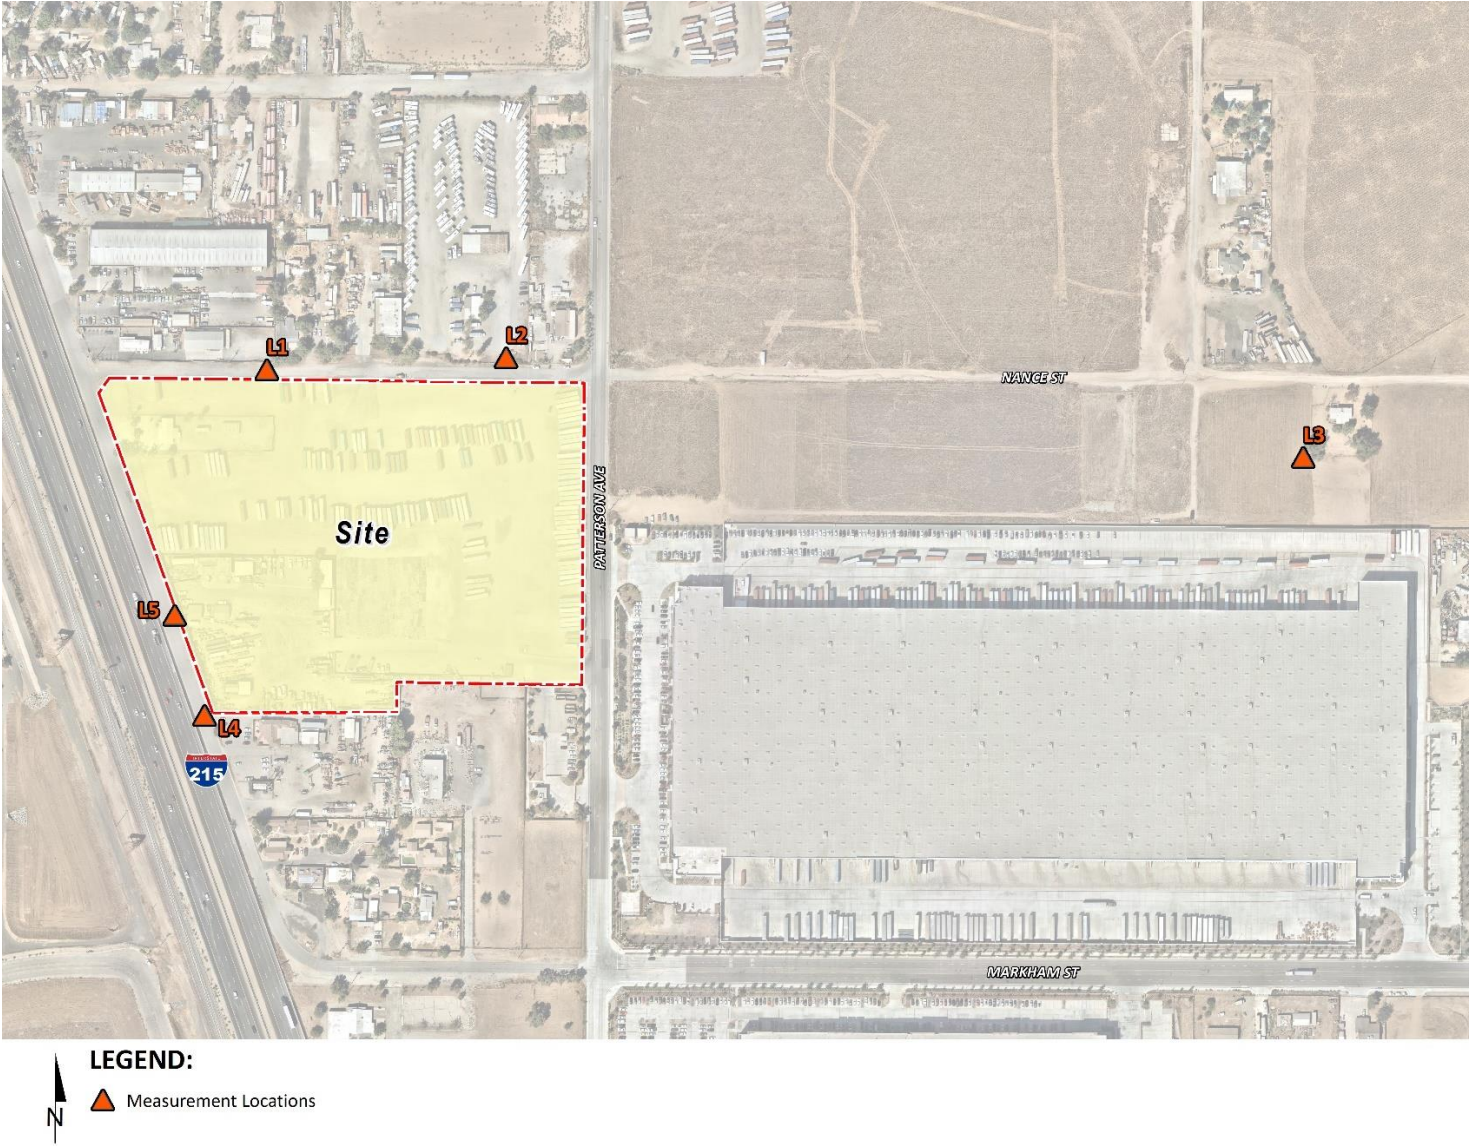 L1
L2
NANCE ST
L3
PATTERSON AVE
Site
L5
L4
215
MARKHAM ST
LEGEND:
Measurement Locations
N